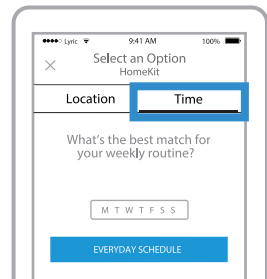 Lyric 9:41 AM 100%
Select an Option
HomeKit
Location Time
What's the best match for
your weekly routine?
M T W T F S S
EVERYDAY SCHEDULE